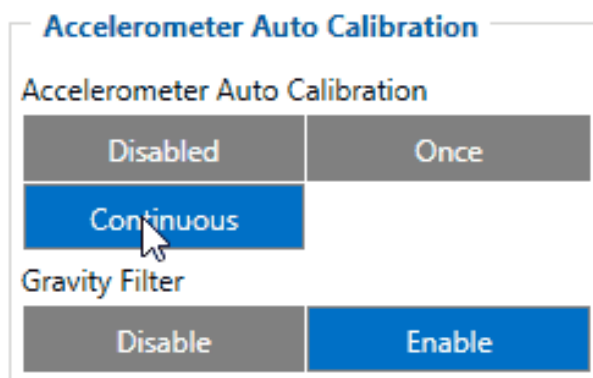 Accelerometer Auto Calibration
Accelerometer Auto Calibration
Disabled Once
Continuous
Gravity Filter
Disable Enable